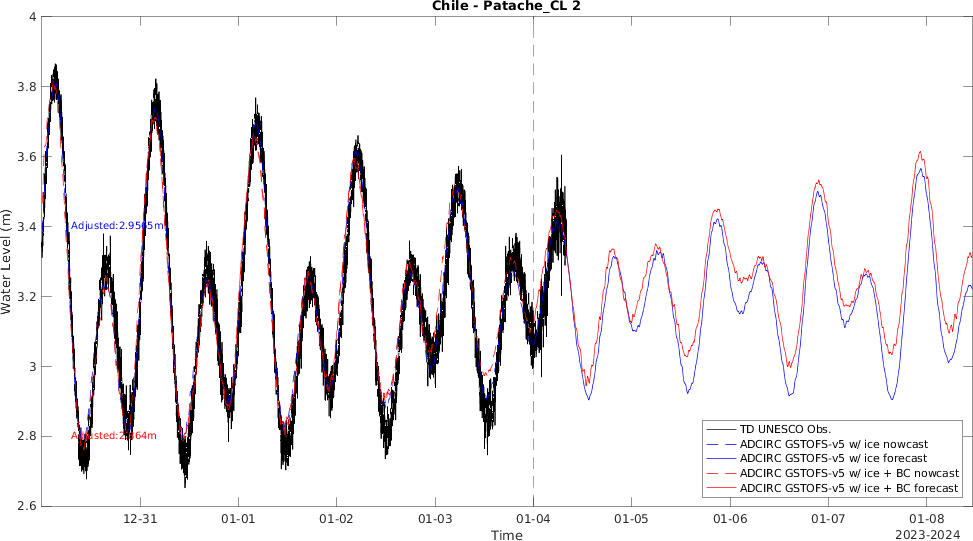 Chile - Patache_CL 2
4
3.8
3.6
3.4
3.2
3
2.8
2.6
Water Level (m)
Adjusted:2.9565m
TD UNESCO Obs.
ADCIRC GSTOFS-v5 w/ ice nowcast
ADCIRC GSTOFS-v5 w/ ice forecast
ADCIRC GSTOFS-v5 w/ ice + BC nowcast
ADCIRC GSTOFS-v5 w/ ice + BC forecast
12-31
01-01
01-02
01-03
01-04
01-05
01-06
01-07
01-08
Time
2023-2024